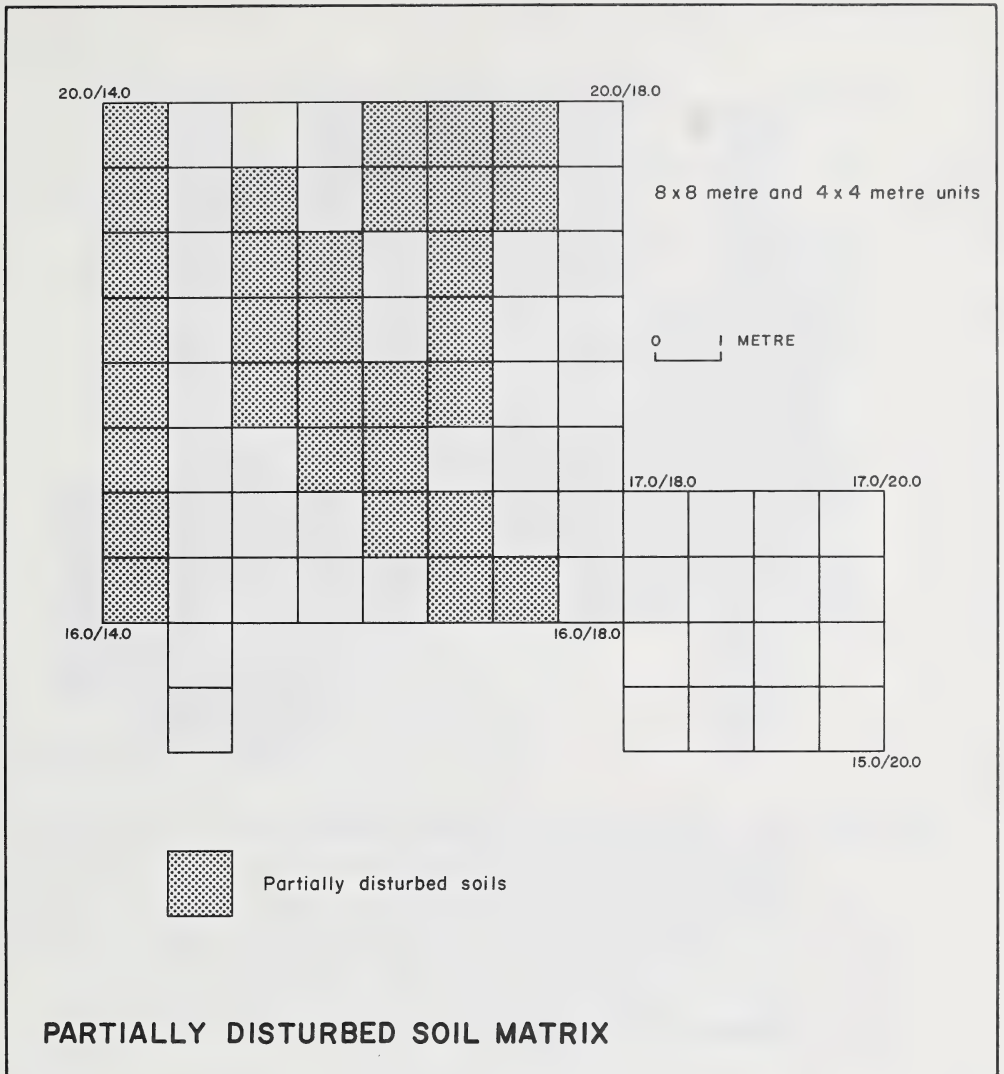 20.0/14.0
20.0/18.0
8 x 8 metre and 4 x 4 metre units
0 1 METRE
17.0/18.0
17.0/20.0
16.0/14.0
16.0/18.0
15.0/20.0
Partially disturbed soils
PARTIALLY DISTURBED SOIL MATRIX